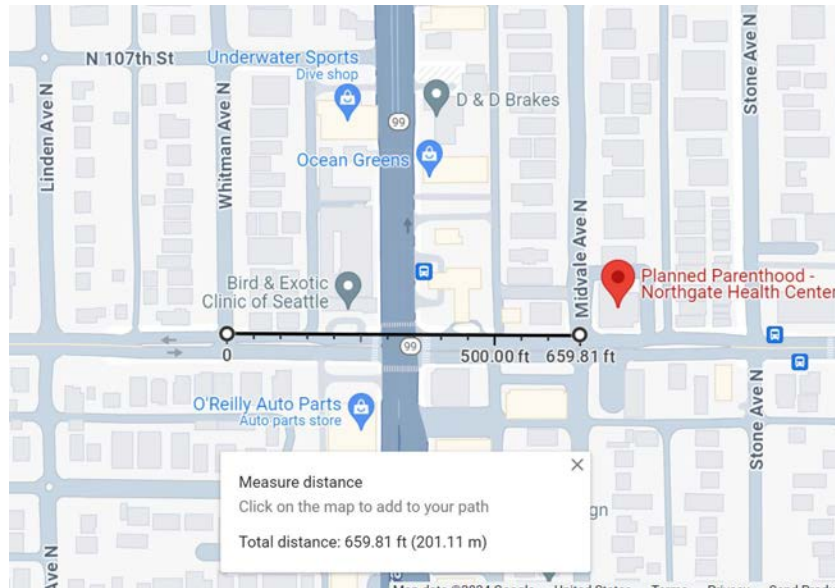 N 107th St
Underwater Sports
Dive shop
D & D Brakes
Stone Ave N
Linden Ave N
Whitman Ave N
99
Ocean Greens
Midvale Ave N
Bird & Exotic
Clinic of Seattle
Planned Parenthood -
Northgate Health Center
0
99
500.00 ft
659.81 ft
O'Reilly Auto Parts
Auto parts store
Stone Ave N
Measure distance
Click on the map to add to your path
Total distance: 659.81 ft (201.11 m)
Ave N